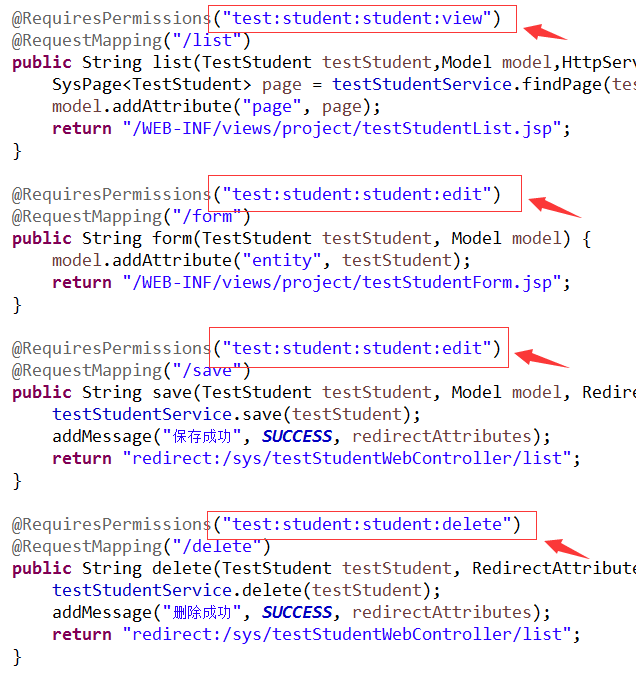 @RequiresPermissions("test:student:student:view")
@RequestMapping("/list")
public String list(TestStudent testStudent,Model model,HttpServ
SysPage<TestStudent> page = testStudentService.findPage(tes
model.addAttribute("page", page);
return "/WEB-INF/views/project/testStudentList.jsp";
}
@RequiresPermissions("test:student:student:edit")
@RequestMapping("/form")
public String form(TestStudent testStudent, Model model) {
model.addAttribute("entity", testStudent);
return "/WEB-INF/views/project/testStudentForm.jsp";
}
@RequiresPermissions("test:student:student:edit")
@RequestMapping("/save")
public String save(TestStudent testStudent, Model model, Redire
testStudentService.save(testStudent);
addMessage("保存成功", SUCCESS, redirectAttributes);
return "redirect:/sys/testStudentWebController/list";
}
@RequiresPermissions("test:student:student:delete")
@RequestMapping("/delete")
public String delete(TestStudent testStudent, RedirectAttribute
testStudentService.delete(testStudent);
addMessage("删除成功", SUCCESS, redirectAttributes);
return "redirect:/sys/testStudentWebController/list";
}